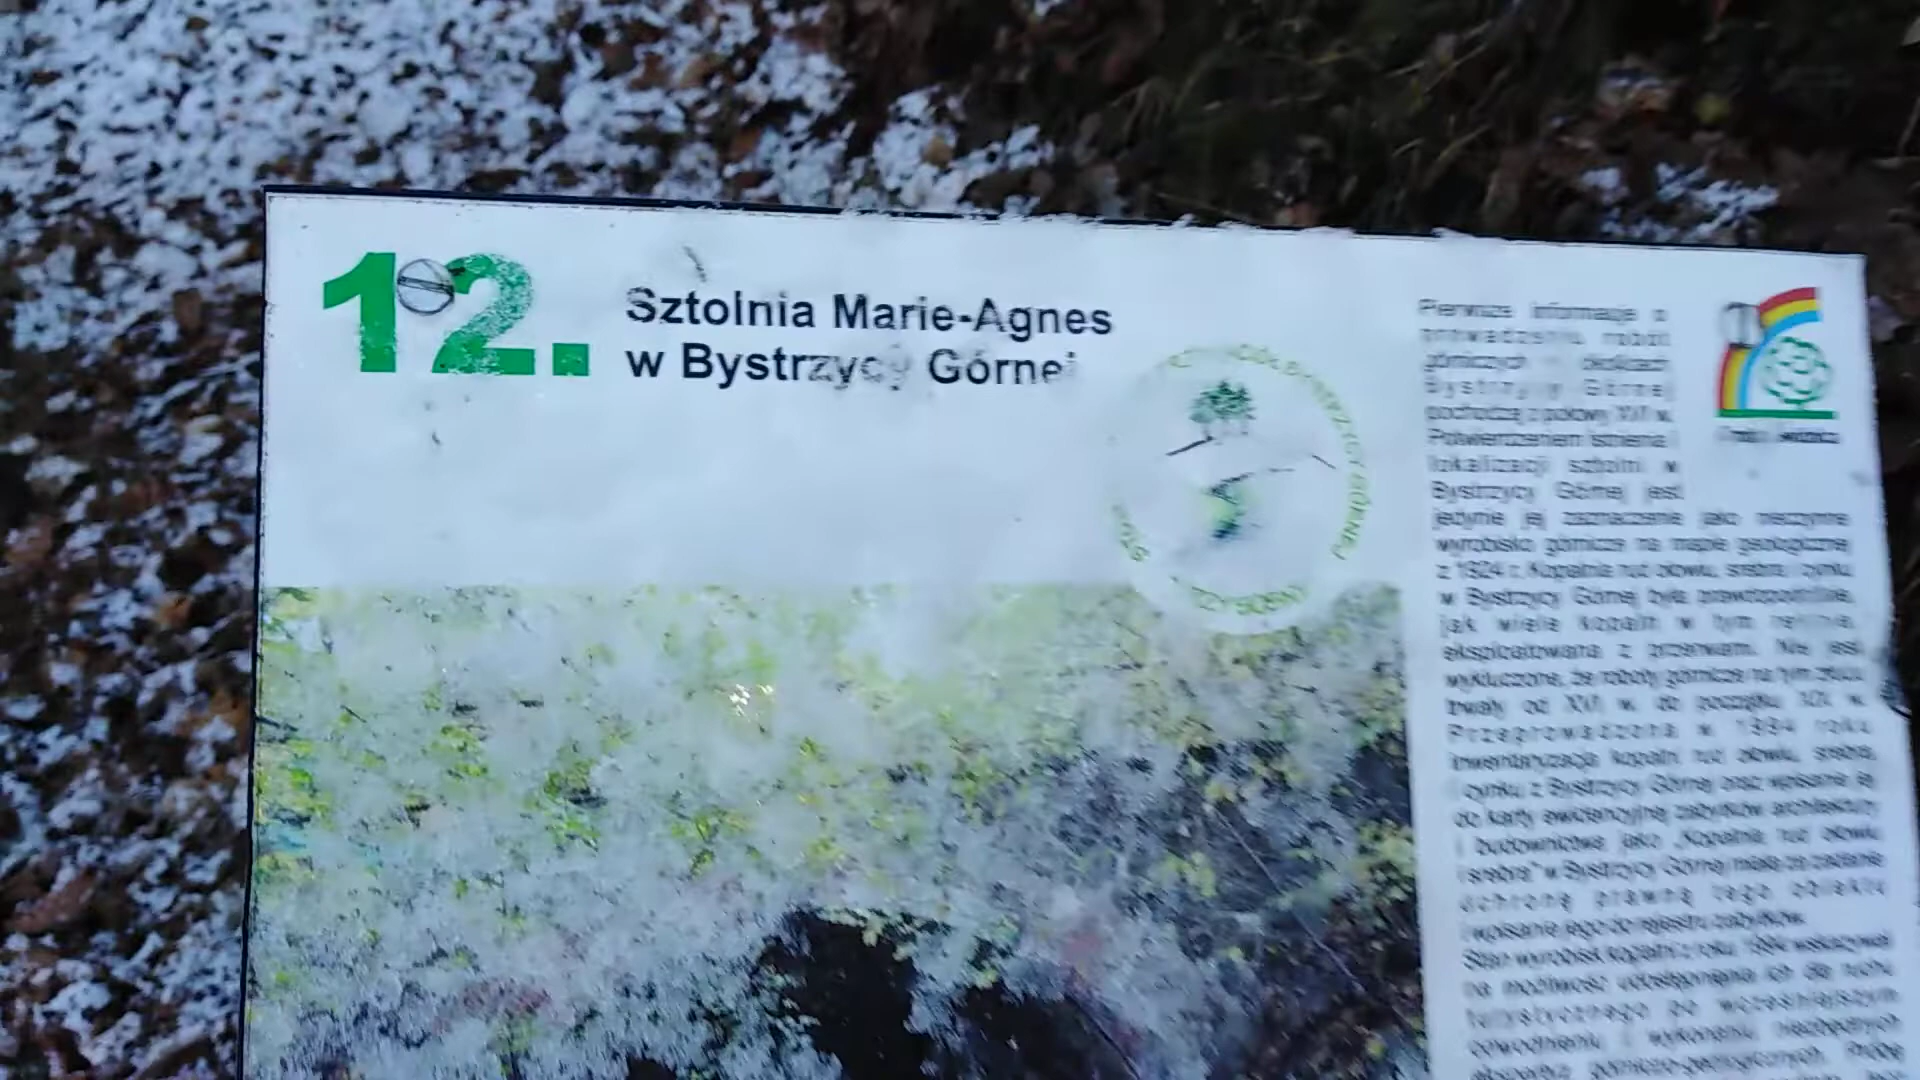 12.
Sztolnia Marie-Agnes
w Bystrzycy Górnej
Pierwsze informacje o
prowadzeniu robót
górniczych okolicach
Bystrzycy Górnej
pochodzą z połowy XVI w.
Potwierdzeniem istnienia i
lokalizacji sztolni w
Bystrzycy Górnej jest
jedynie jej zaznaczenie jako nieczynne
wyrobisko górnicze na mapie geologicznej
z 1924 r. Kopalnia rud ołowiu, srebra i cynku
w Bystrzycy Górnej była prawdopodobnie,
jak wiele kopalń w tym rejonie,
eksploatowana z przerwami. Nie jest
wykluczone, że roboty górnicze na tym złożu
trwały od XVI w. do początku XIX w.
Przeprowadzona w 1994 roku
inwentaryzacja kopalni rud ołowiu, srebra
i cynku z Bystrzycy Górnej oraz wpisanie jej
do karty ewidencyjnej zabytków architektury
i budownictwa jako „Kopalnia rud ołowiu
i srebra" w Bystrzycy Górnej miała za zadanie
ochronę prawną tego obiektu
i wpisanie jego do rejestru zabytków.
Stan wyrobisk kopalni z roku 1994 wskazywał
na możliwość udostępnienia ich dla ruchu
turystycznego po wcześniejszym
odwodnieniu i wykonaniu niezbędnych